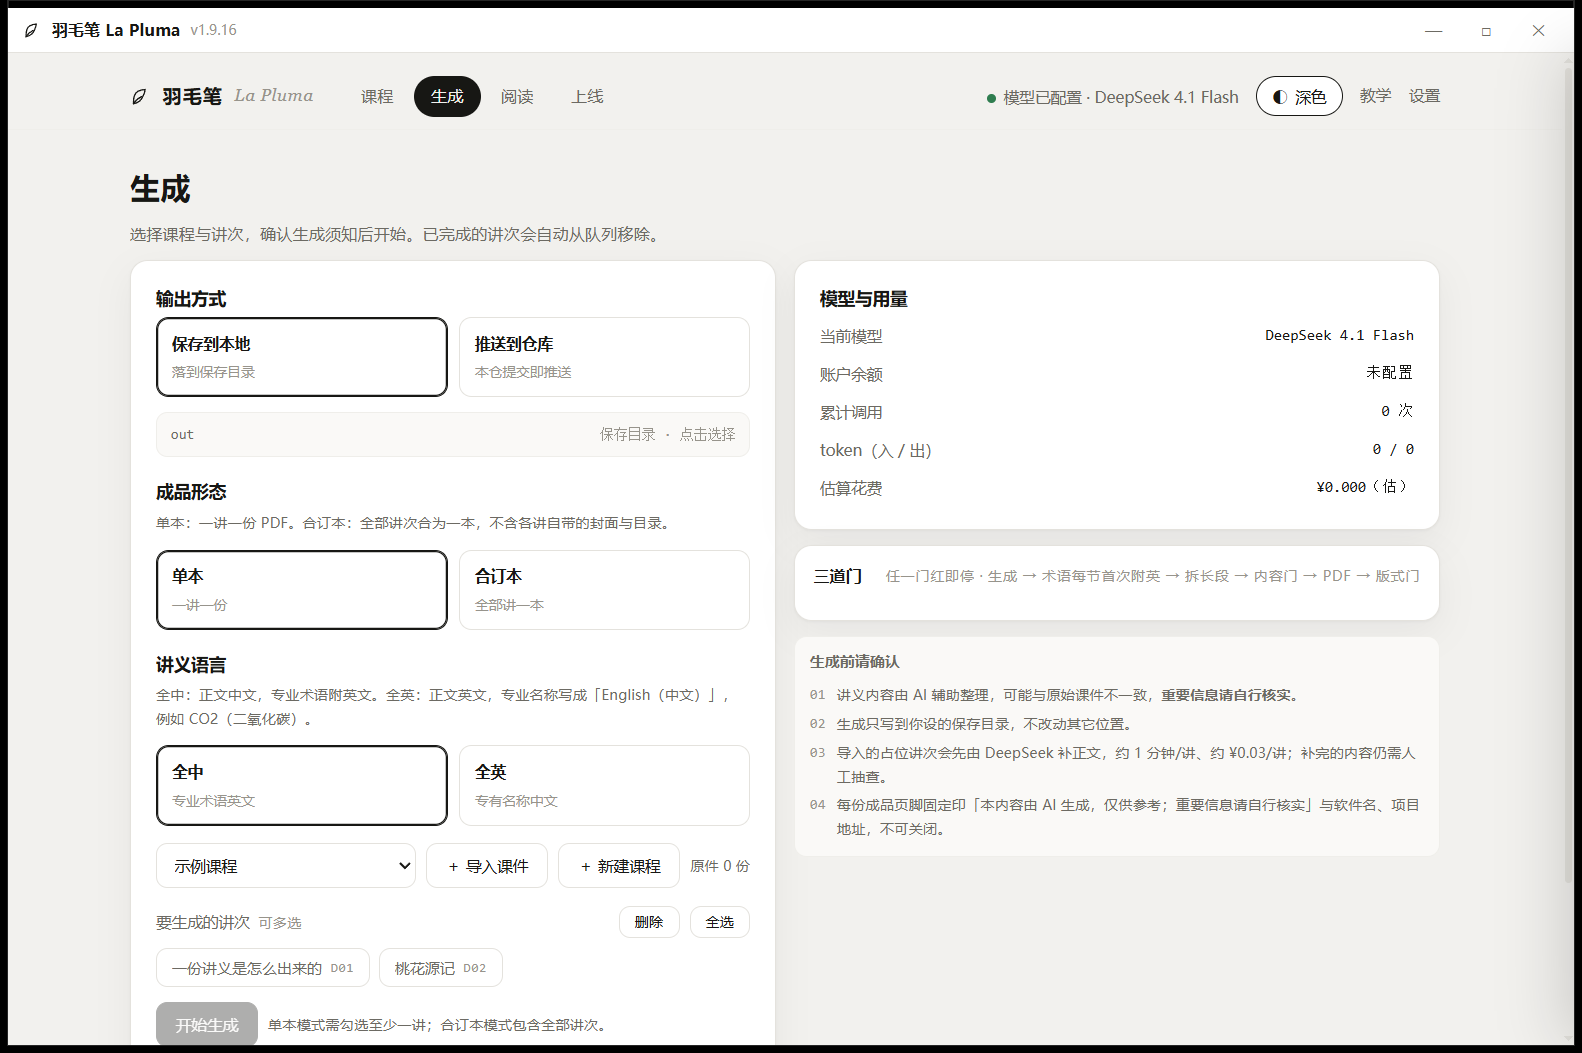 羽毛笔 La Pluma v1.9.16
羽毛笔 La Pluma 课程 生成 阅读 上线 模型已配置 · DeepSeek 4.1 Flash 深色 教学 设置
生成
选择课程与讲次，确认生成须知后开始。已完成的讲次会自动从队列移除。
输出方式
保存到本地
落到保存目录
推送到仓库
本仓提交即推送
out 保存目录 · 点击选择
成品形态
单本：一讲一份 PDF。合订本：全部讲次合为一本，不含各讲自带的封面与目录。
单本
一讲一份
合订本
全部讲一本
讲义语言
全中：正文中文，专业术语附英文。全英：正文英文，专业名称写成「English（中文）」，
例如 CO2（二氧化碳）。
全中
专业术语英文
全英
专有名称中文
示例课程 + 导入课件 + 新建课程 原件 0 份
要生成的讲次 可多选 删除 全选
一份讲义是怎么出来的 D01 桃花源记 D02
开始生成 单本模式需勾选至少一讲；合订本模式包含全部讲次。
模型与用量
当前模型 DeepSeek 4.1 Flash
账户余额 未配置
累计调用 0 次
token（入 / 出） 0 / 0
估算花费 ¥0.000（估）
三道门 任一门红即停 · 生成 → 术语每节首次附英 → 拆长段 → 内容门 → PDF → 版式门
生成前请确认
01 讲义内容由 AI 辅助整理，可能与原始课件不一致，重要信息请自行核实。
02 生成只写到你设的保存目录，不改动其它位置。
03 导入的占位讲次会先由 DeepSeek 补正文，约 1 分钟/讲、约 ¥0.03/讲；补完的内容仍需人
工抽查。
04 每份成品页脚固定印「本内容由 AI 生成，仅供参考；重要信息请自行核实」与软件名、项目
地址，不可关闭。